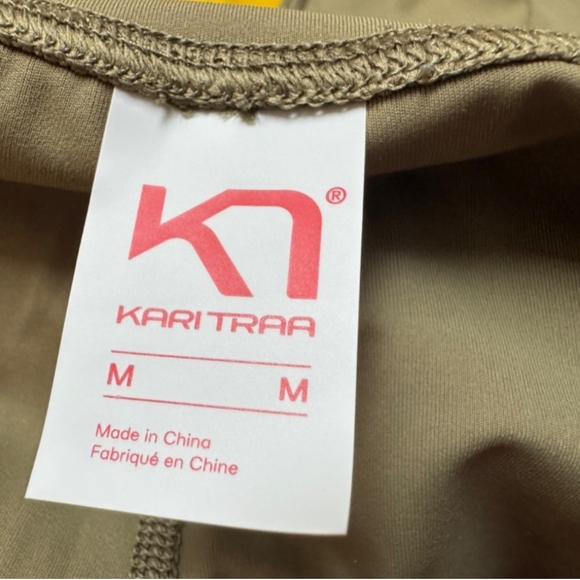 ®
KARI TRAA
M M
Made in China
Fabriqué en Chine